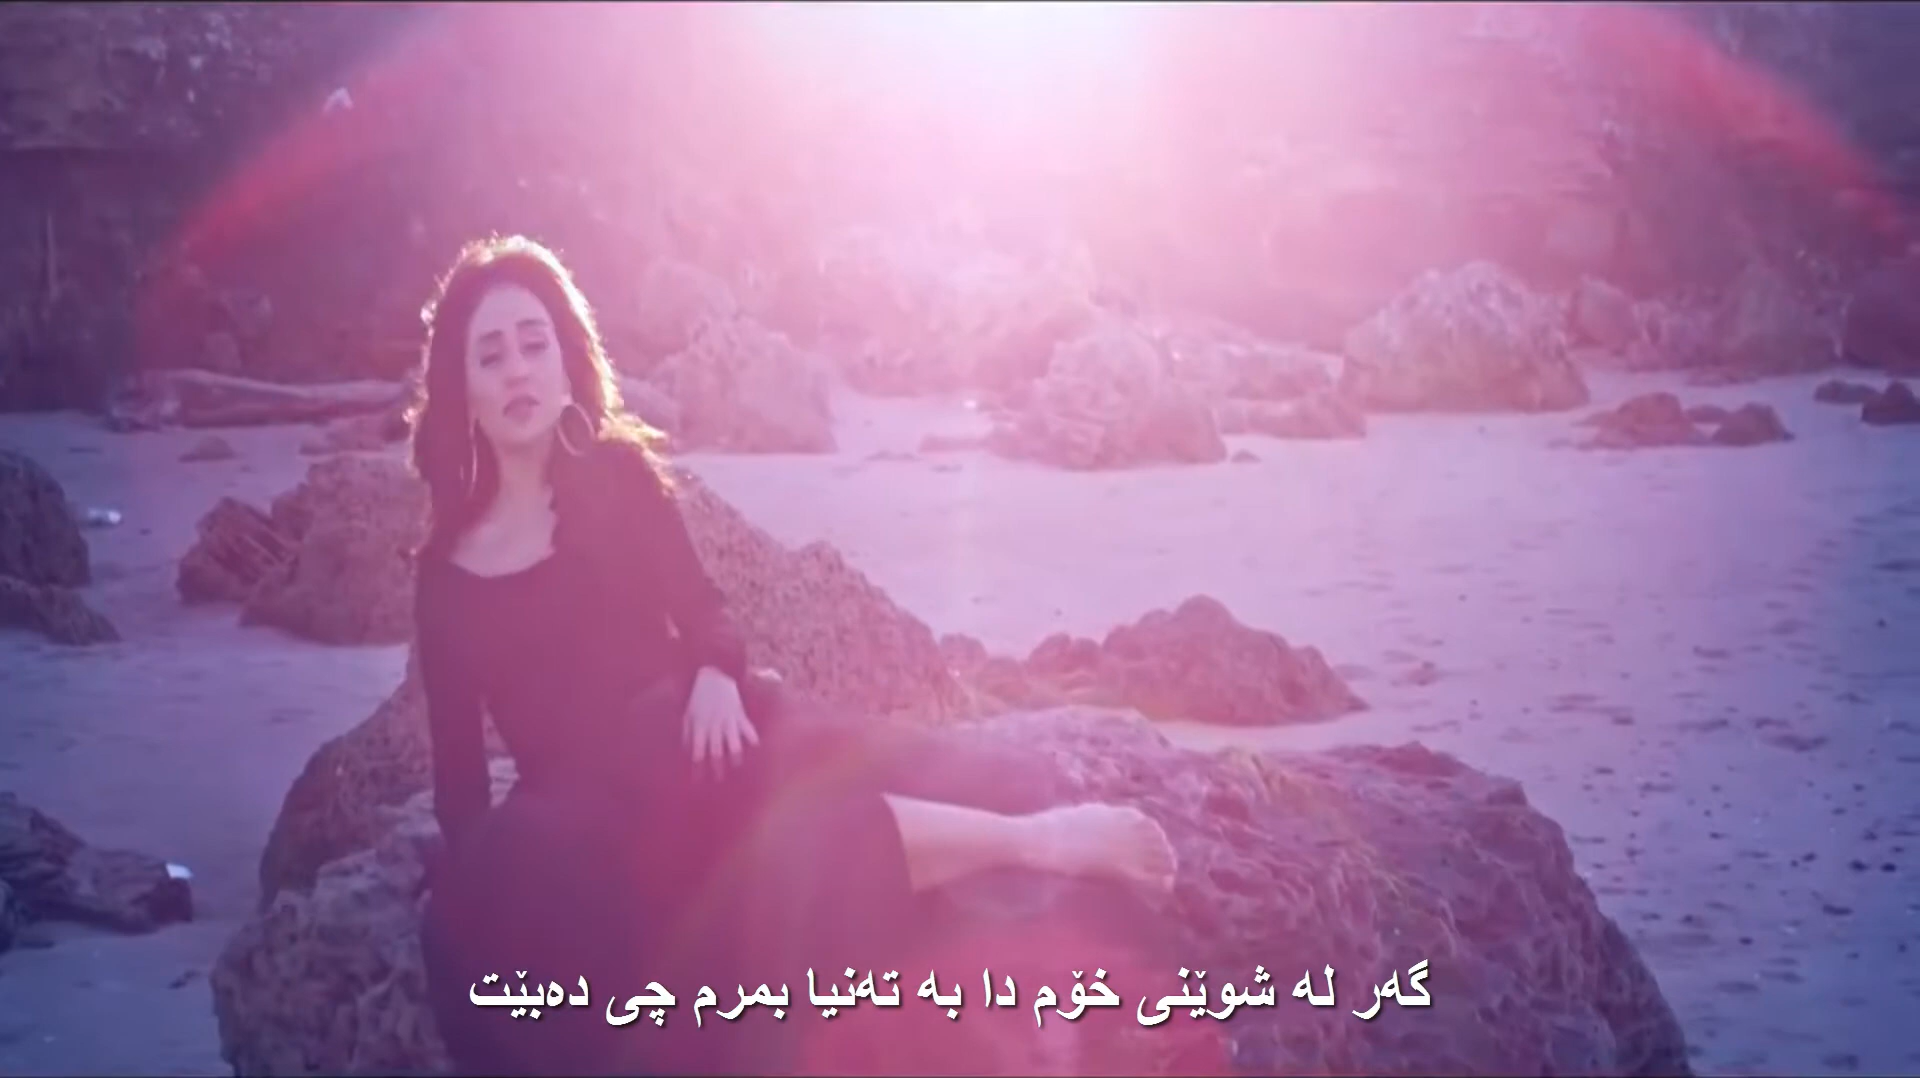 گەر لە شوێنی خۆم دا بە تەنیا بمرم چی دەبێت